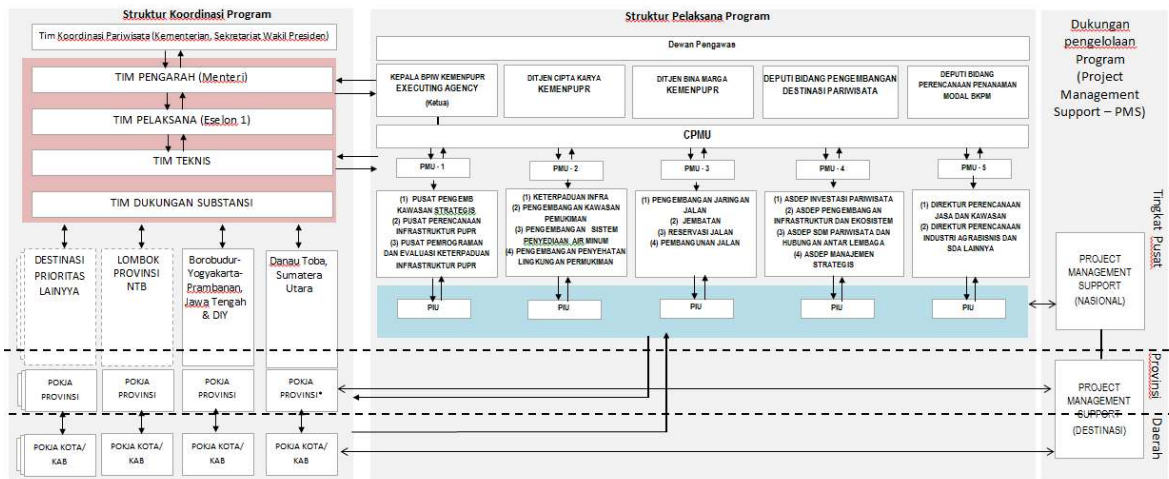 Struktur Koordinasi Program
Tim Koordinasi Pariwisata (Kementerian, Sekretariat Wakil Presiden)
TIM PENGARAH (Menteri)
TIM PELAKSANA (Eselon 1)
TIM TEKNIS
TIM DUKUNGAN SUBSTANSI
DESTINASI
PRIORITAS
LAINYYA
LOMBOK
PROVINSI
NTB
Borobudur-
Yogyakarta-
Prambanan,
Jawa Tengah
& DIY
Danau Toba,
Sumatera
Utara
POKJA
PROVINSI
POKJA
PROVINSI
POKJA
PROVINSI
POKJA
PROVINSI*
POKJA KOTA/
KAB
POKJA KOTA/
KAB
POKJA KOTA/
KAB
POKJA KOTA/
KAB
Struktur Pelaksana Program
Dewan Pengawas
KEPALA BPIW KEMENPUPR
EXECUTING AGENCY
(Ketua)
DITJEN CIPTA KARYA
KEMENPUPR
DITJEN BINA MARGA
KEMENPUPR
DEPUTI BIDANG PENGEMBANGAN
DESTINASI PARIWISATA
DEPUTI BIDANG
PERENCANAAN PENANAMAN
MODAL BKPM
CPMU
PMU - 1
PMU - 2
PMU - 3
PMU - 4
PMU - 5
(1) PUSAT PENGEMB
KAWASAN STRATEGIS
(2) PUSAT PERENCANAAN
INFRASTRUKTUR PUPR
(3) PUSAT PEMROGRAMAN
DAN EVALUASI KETERPADUAN
INFRASTRUKTUR PUPR
(1) KETERPADUAN INFRA
(2) PENGEMBANGAN KAWASAN
PEMUKIMAN
(3) PENGEMBANGAN SISTEM
PENYEDIAAN AIR MINUM
(4) PENGEMBANGAN PENYEHATAN
LINGKUNGAN PERMUKIMAN
(1) PENGEMBANGAN JARINGAN
JALAN
(2) JEMBATAN
(3) RESERVASI JALAN
(4) PEMBANGUNAN JALAN
(1) ASDEP INVESTASI PARIWISATA
(2) ASDEP PENGEMBANGAN
INFRASTRUKTUR DAN EKOSISTEM
(3) ASDEP SDM PARIWISATA DAN
HUBUNGAN ANTAR LEMBAGA
(4) ASDEP MANAJEMEN
STRATEGIS
(1) DIREKTUR PERENCANAAN
JASA DAN KAWASAN
(2) DIREKTUR PERENCANAAN
INDUSTRI AGRABISNIS DAN
SDA LAINNYA
PIU
PIU
PIU
PIU
PIU
Dukungan
pengelolaan
Program
(Project
Management
Support – PMS)
PROJECT
MANAGEMENT
SUPPORT
(NASIONAL)
PROJECT
MANAGEMENT
SUPPORT
(DESTINASI)
Tingkat Pusat
Provinsi
Daerah